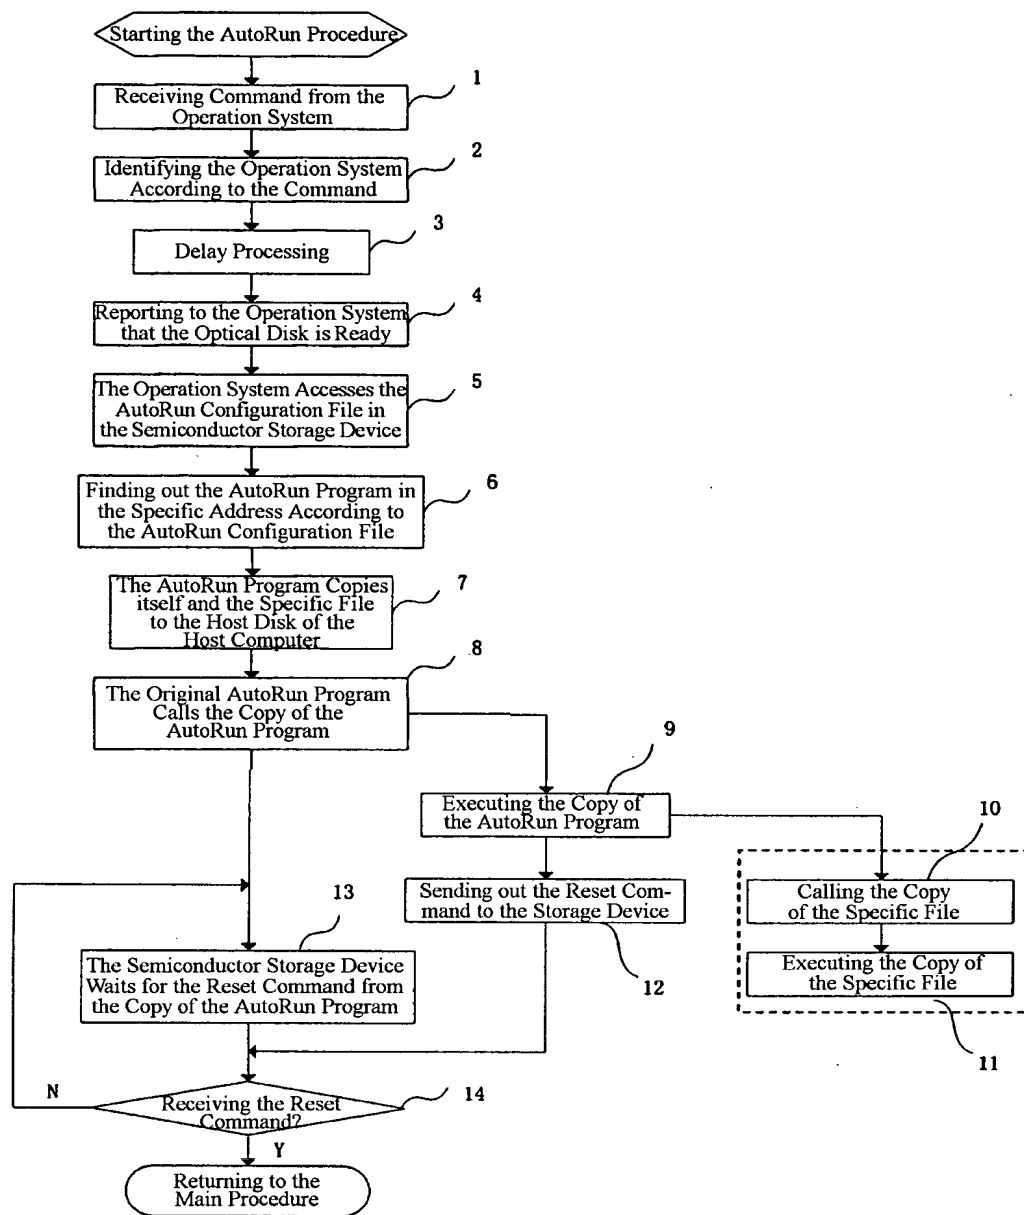 Starting the AutoRun Procedure
1
Receiving Command from the
Operation System
2
Identifying the Operation System
According to the Command
3
Delay Processing
4
Reporting to the Operation System
that the Optical Disk is Ready
5
The Operation System Accesses the
AutoRun Configuration File in
the Semiconductor Storage Device
6
Finding out the AutoRun Program in
the Specific Address According to
the AutoRun Configuration File
7
The AutoRun Program Copies
itself and the Specific File
to the Host Disk of the
Host Computer
8
The Original AutoRun Program
Calls the Copy of the
AutoRun Program
9
Executing the Copy of
the AutoRun Program
10
Calling the Copy
of the Specific File
Executing the Copy of
the Specific File
11
Sending out the Reset Com-
mand to the Storage Device
12
13
The Semiconductor Storage Device
Waits for the Reset Command from
the Copy of the AutoRun Program
N
14
Receiving the Reset
Command?
Y
Returning to the
Main Procedure